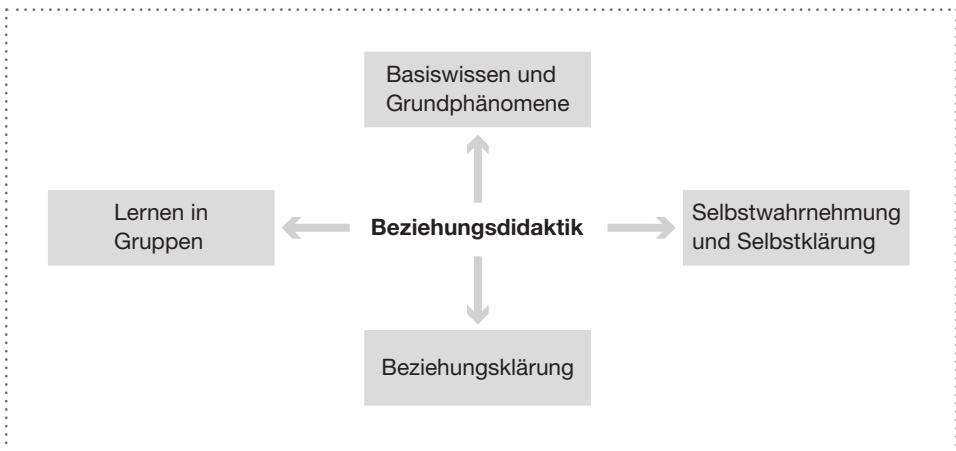 Basiswissen und
Grundphänomene
Lernen in
Gruppen
Beziehungsdidaktik
Selbstwahrnehmung
und Selbstklärung
Beziehungsklärung